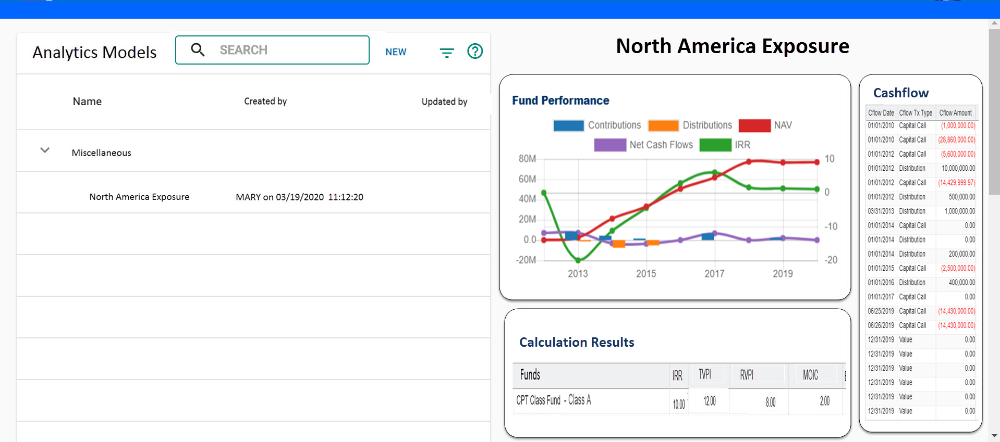 Analytics Models
SEARCH
NEW
Name Created by Updated by
Miscellaneous
North America Exposure MARY on 03/19/2020 11:12:20
North America Exposure
Fund Performance
Contributions Distributions NAV
Net Cash Flows IRR
80M 10
60M
0
40M
20M
-10
0.0
-20M -20
2013 2015 2017 2019
Calculation Results
Funds IRR TVPI RVPI MOIC
CPT Class Fund - Class A 10.00 12.00 8.00 2.00
Cashflow
Cflow Date Cflow Tx Type Cflow Amount
01/01/2010 Capital Call (1,000,000.00)
01/01/2010 Capital Call (28,860,000.00)
01/01/2012 Capital Call (5,600,000.00)
01/01/2012 Distribution 10,000,000.00
01/01/2012 Capital Call (14,429,999.97)
01/01/2012 Distribution 500,000.00
03/31/2013 Distribution 1,000,000.00
01/01/2014 Capital Call 0.00
01/01/2014 Distribution 0.00
01/01/2014 Distribution 200,000.00
01/01/2015 Capital Call (2,500,000.00)
01/01/2016 Distribution 400,000.00
01/01/2017 Capital Call 0.00
06/25/2019 Capital Call (14,430,000.00)
06/26/2019 Capital Call (14,430,000.00)
12/31/2019 Value 0.00
12/31/2019 Value 0.00
12/31/2019 Value 0.00
12/31/2019 Value 0.00
12/31/2019 Value 0.00
12/31/2019 Value 0.00